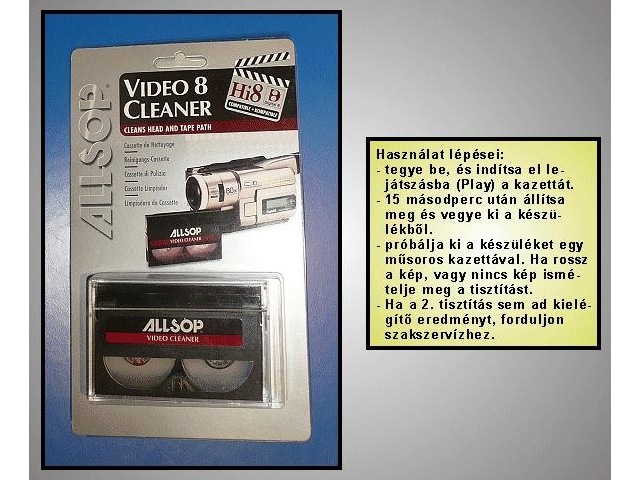 ALLSOP
VIDEO 8
CLEANER
CLEANS HEAD AND TAPE PATH
Hi8
COMPATIBLE • KOMPATIBEL
Cassette de Nettoyage
Reinigungs-Cassette
Cassette di Pulizia
Cassette Limpiador
Limpiadora de Cassette
ALLSOP
VIDEO CLEANER
ALLSOP
VIDEO CLEANER
Használat lépései:
- tegye be, és indítsa el le-
játszásba (Play) a kazettát.
- 15 másodperc után állítsa
meg és vegye ki a készü-
lékből.
- próbálja ki a készüléket egy
műsoros kazettával. Ha rossz
a kép, vagy nincs kép ismé-
telje meg a tisztítást.
- Ha a 2. tisztítás sem ad kielé-
gítő eredményt, forduljon
szakszervízhez.